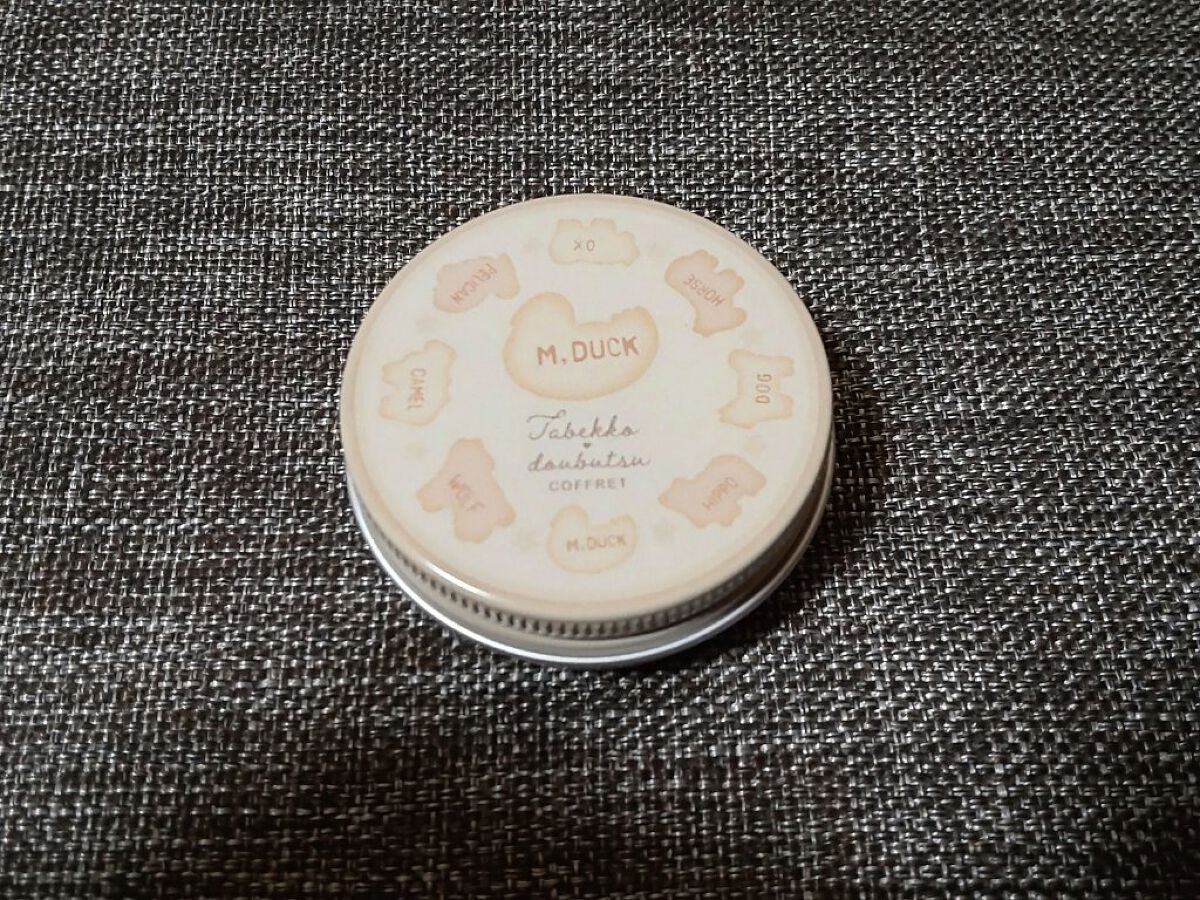 OX
PELICAN
HORSE
M.DUCK
CAMEL
DOG
Tabekko
doubutsu
COFFRET
WOLF
HIPPO
M.DUCK